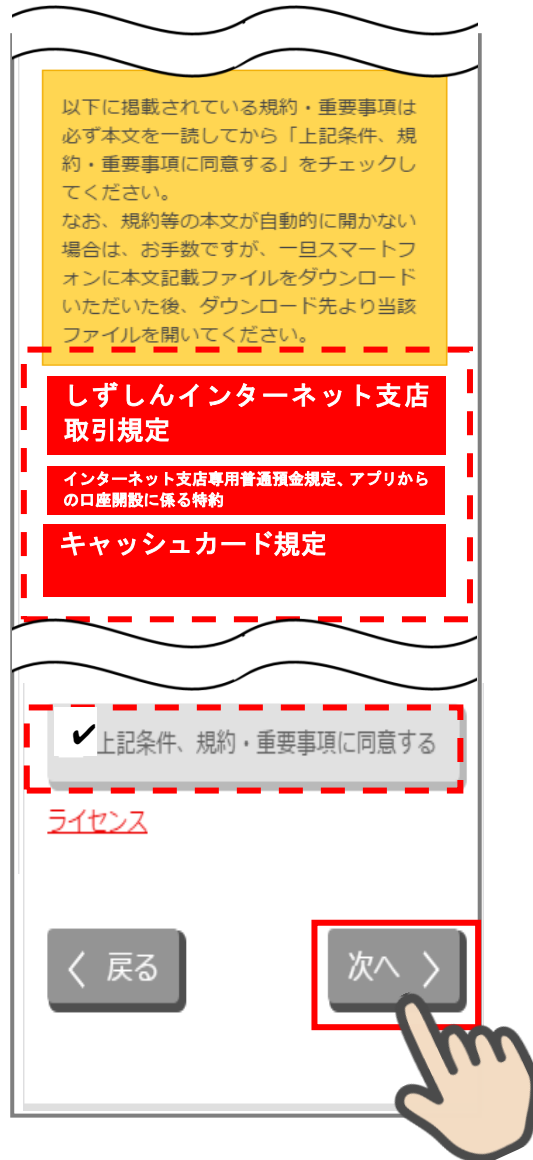 以下に掲載されている規約・重要事項は
必ず本文を一読してから「上記条件、規
約・重要事項に同意する」をチェックし
てください。
なお、規約等の本文が自動的に開かない
場合は、お手数ですが、一旦スマートフ
ォンに本文記載ファイルをダウンロード
いただいた後、ダウンロード先より当該
ファイルを開いてください。
しずしんインターネット支店
取引規定
インターネット支店専用普通預金規定、アプリから
の口座開設に係る特約
キャッシュカード規定
✔上記条件、規約・重要事項に同意する
ライセンス
〈 戻る
次へ 〉